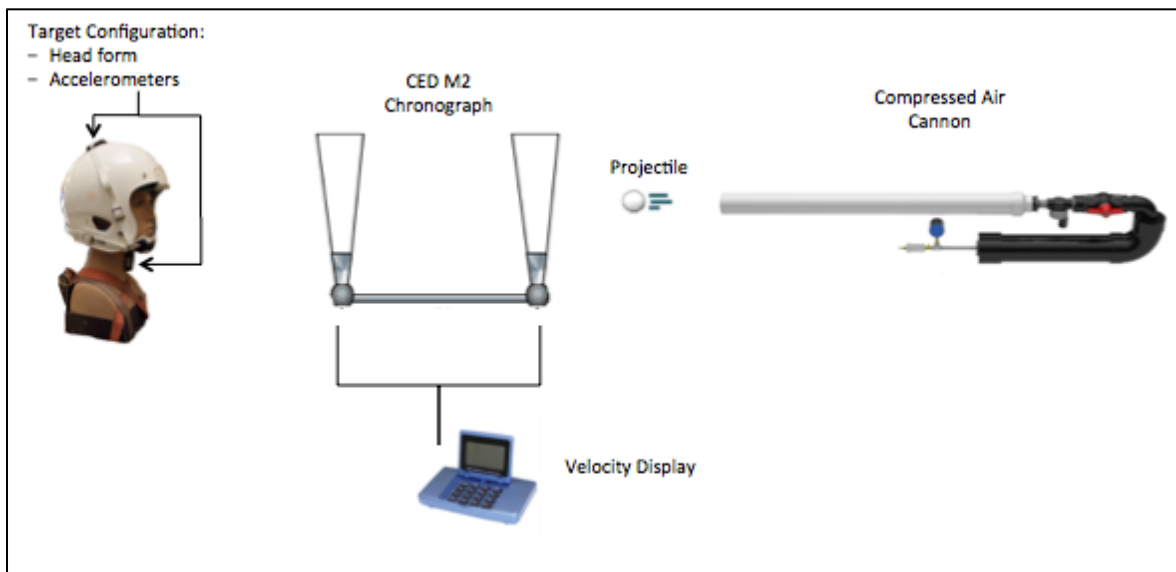 Target Configuration:
– Head form
– Accelerometers
CED M2
Chronograph
Projectile
Compressed Air
Cannon
Velocity Display